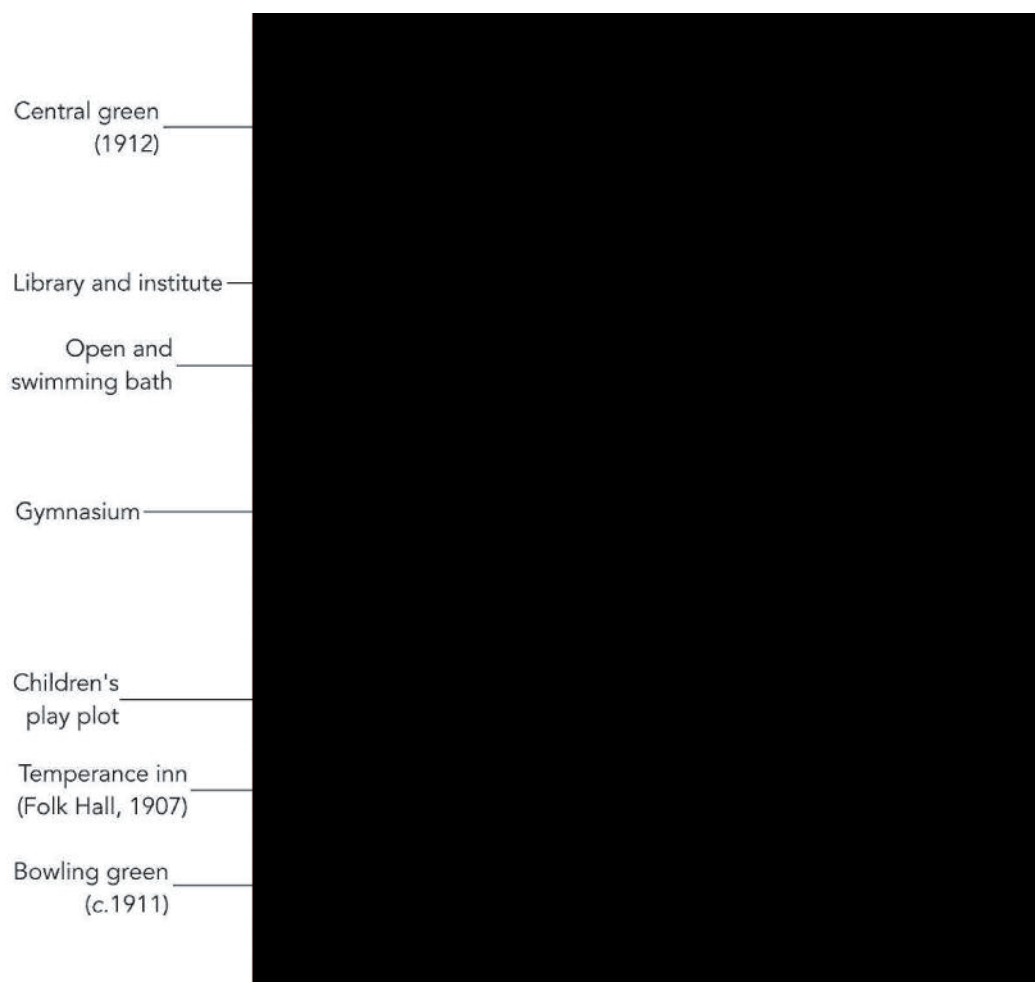 Central green
(1912)
Library and institute
Open and
swimming bath
Gymnasium
Children's
play plot
Temperance inn
(Folk Hall, 1907)
Bowling green
(c.1911)